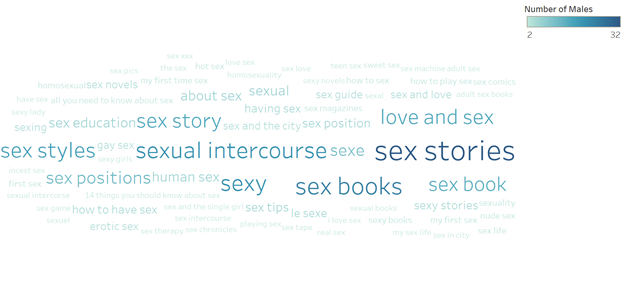 Number of Males
2 32
sex xxx
the sex hot sex love sex
sex pics homosexuality sex love teen sex sweet sex sex machine adult sex
homosexual sex novels my first time sex sexy novels how to sex how to play sex sex comics
have sex all you need to know about sex about sex sexual sex guide sexal sex and love adult sex books
sexy lady having sex sex magazines
sexing sex education sex story sex and the city sex position love and sex
sex styles gay sex sexual intercourse sexe sex stories
sexy girls
incest sex
first sex sex positions human sex sexy sex books sex book
sexual intercorse 14 things you should know about sex
sex game how to have sex sex and the single girl sex tips le sexe sexual books sexy stories sexuality
sexuel sex intercourse i love sex sexy books my first sex nude sex
erotic sex sex therapy sex chronicles playing sex sex tape real sex my sex life sex in city sex life